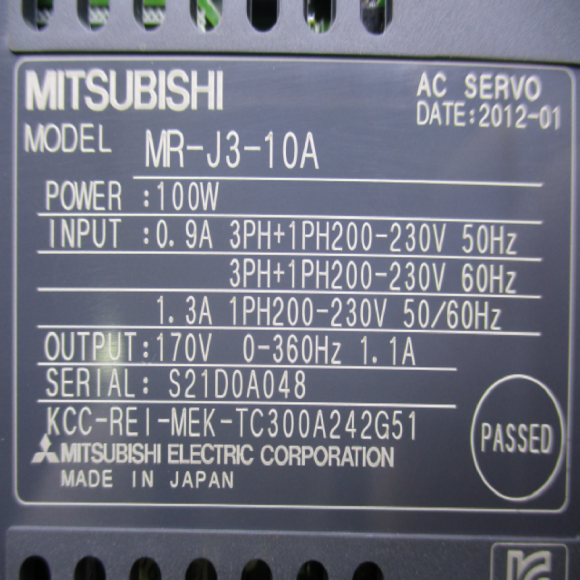 MITSUBISHI
AC SERVO
DATE:2012-01
MODEL MR-J3-10A
POWER :100W
INPUT :0.9A 3PH+1PH200-230V 50Hz
3PH+1PH200-230V 60Hz
1.3A 1PH200-230V 50/60Hz
OUTPUT:170V 0-360Hz 1.1A
SERIAL: S21D0A048
KCC-REI-MEK-TC300A242G51
PASSED
MITSUBISHI ELECTRIC CORPORATION
MADE IN JAPAN